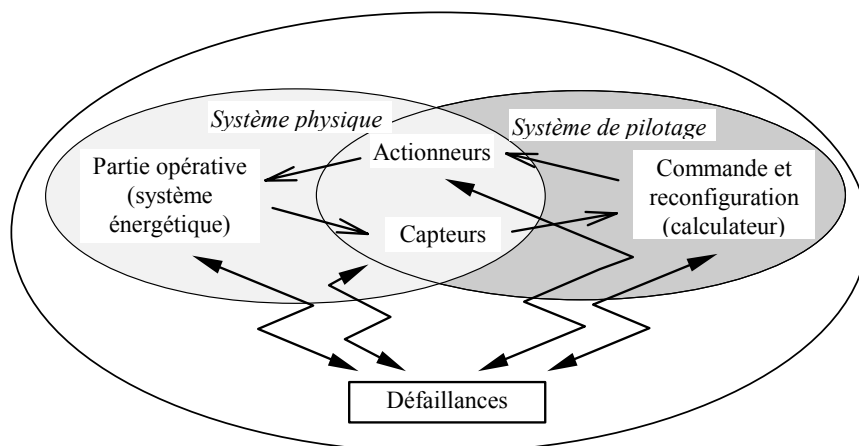 Système physique
Système de pilotage
Partie opérative
(système
énergétique)
Actionneurs
Capteurs
Commande et
reconfiguration
(calculateur)
Défaillances